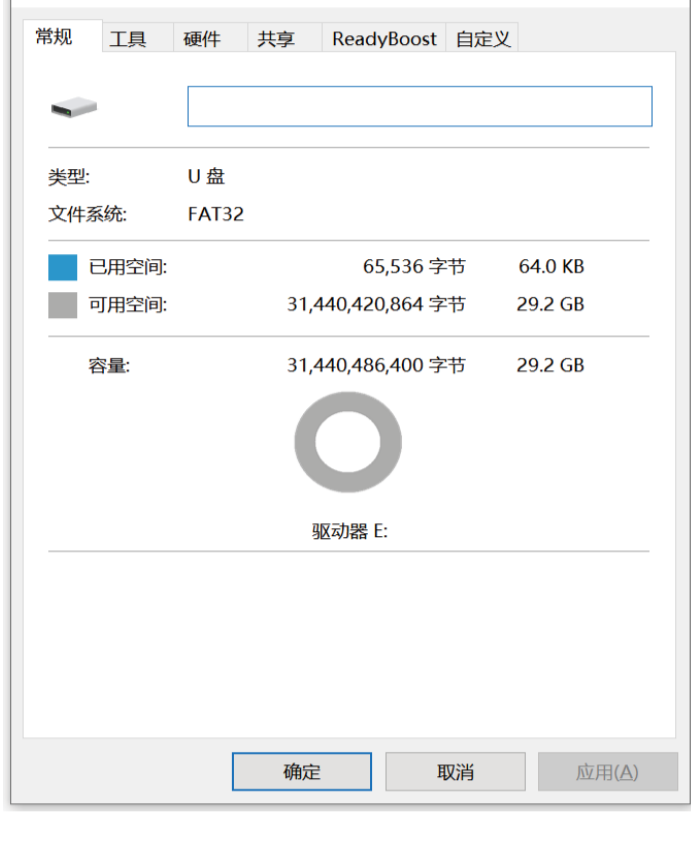 常规 工具 硬件 共享 ReadyBoost 自定义
类型: U 盘
文件系统: FAT32
已用空间: 65,536 字节 64.0 KB
可用空间: 31,440,420,864 字节 29.2 GB
容量: 31,440,486,400 字节 29.2 GB
驱动器 E:
确定 取消 应用(A)